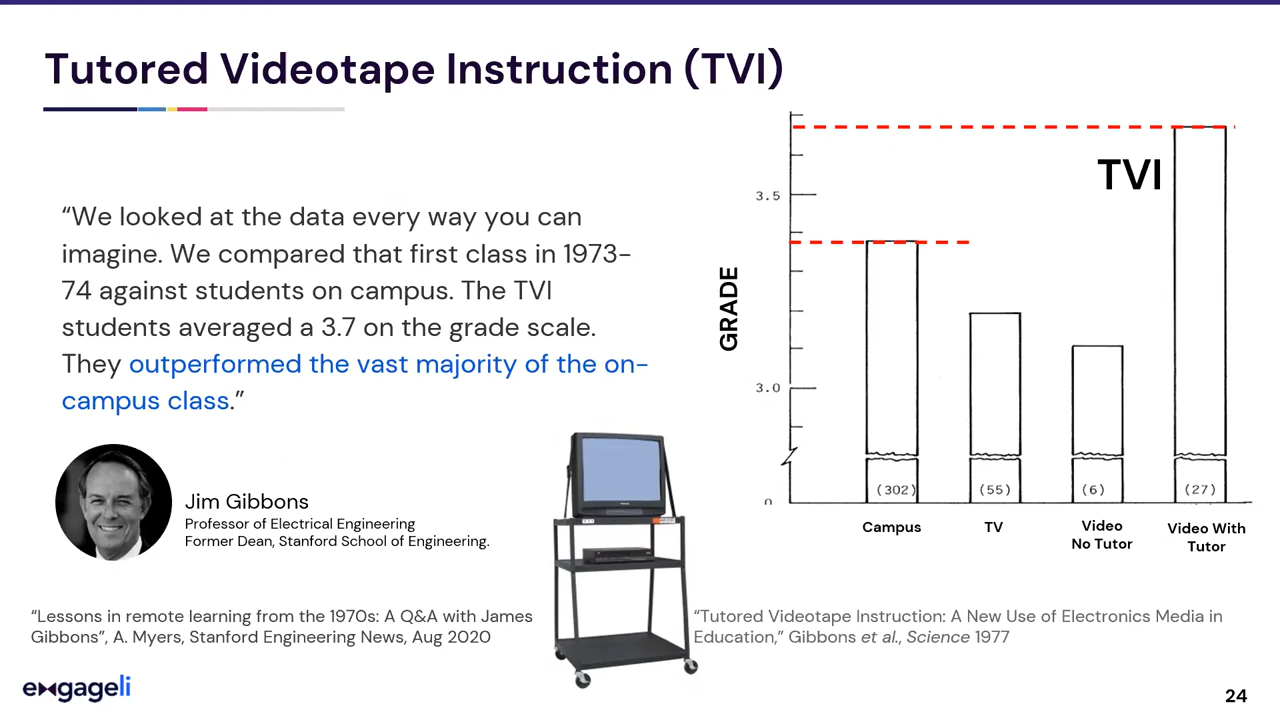 Tutored Videotape Instruction (TVI)
“We looked at the data every way you can
imagine. We compared that first class in 1973–
74 against students on campus. The TVI
students averaged a 3.7 on the grade scale.
They outperformed the vast majority of the on-
campus class.”
Jim Gibbons
Professor of Electrical Engineering
Former Dean, Stanford School of Engineering.
“Lessons in remote learning from the 1970s: A Q&A with James
Gibbons”, A. Myers, Stanford Engineering News, Aug 2020
TVI
GRADE
3.5
3.0
0
(302)
(55)
(6)
(27)
Campus
TV
Video
No Tutor
Video With
Tutor
“Tutored Videotape Instruction: A New Use of Electronics Media in
Education,” Gibbons et al., Science 1977
engageli
24